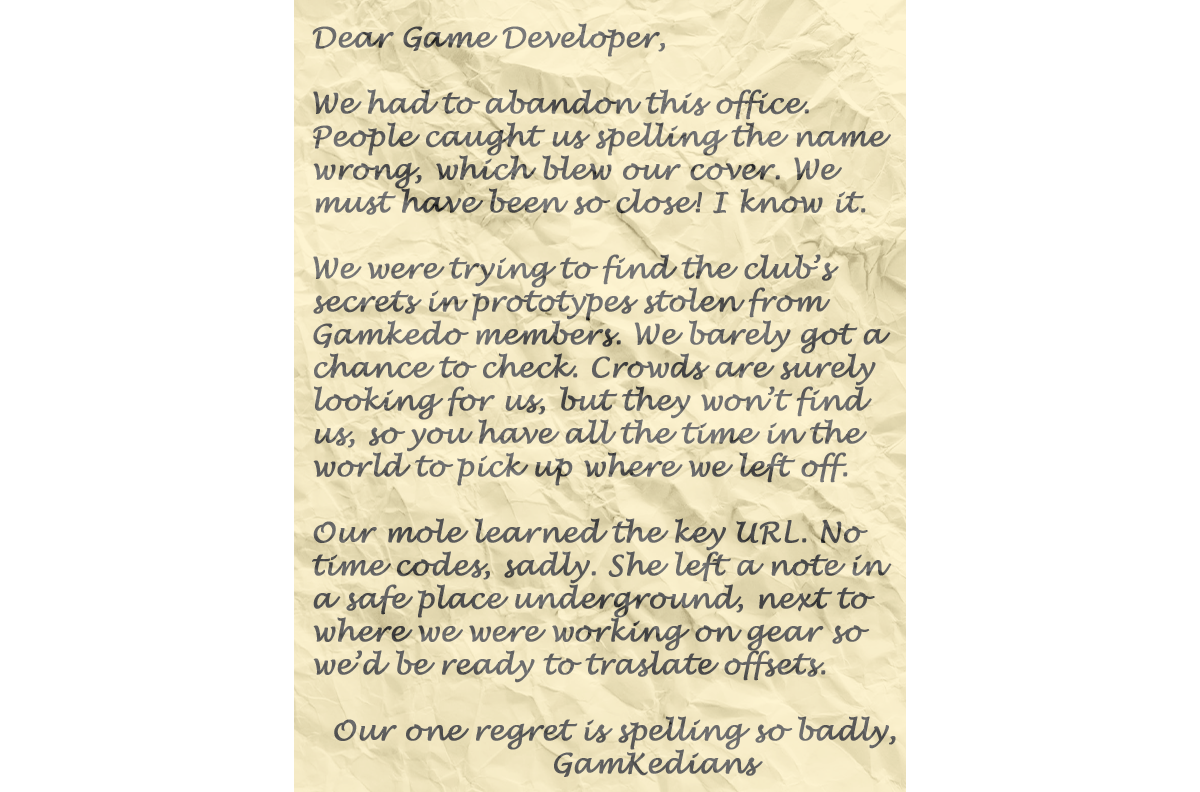 Dear Game Developer,
We had to abandon this office.
People caught us spelling the name
wrong, which blew our cover. We
must have been so close! I know it.
We were trying to find the club’s
secrets in prototypes stolen from
Gamkedo members. We barely got a
chance to check. Crowds are surely
looking for us, but they won’t find
us, so you have all the time in the
world to pick up where we left off.
Our mole learned the key URL. No
time codes, sadly. She left a note in
a safe place underground, next to
where we were working on gear so
we’d be ready to traslate offsets.
Our one regret is spelling so badly,
GamKedians